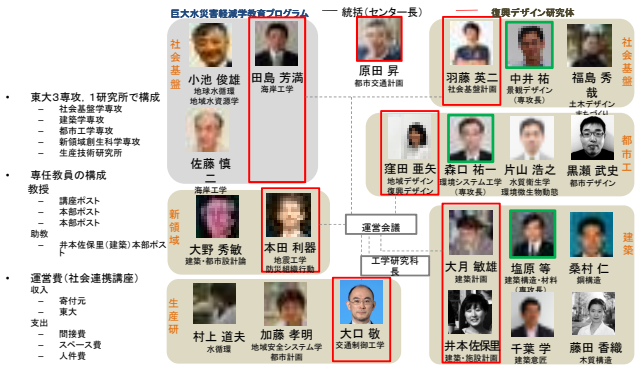 巨大水災害軽減学教育プログラム
統括（センター長）
復興デザイン研究体
社会基盤
小池 俊雄
地球水循環
地域水資源学
田島 芳満
海岸工学
佐藤 慎二
海岸工学
原田 昇
都市交通計画
羽藤 英二
社会基盤計画
中井 祐
景観デザイン
（専攻長）
福島 秀哉
土木デザイン
まちづくり
社会基盤
• 東大３専攻，１研究所で構成
– 社会基盤学専攻
– 建築学専攻
– 都市工学専攻
– 新領域創生科学専攻
– 生産技術研究所
• 専任教員の構成
教授
– 講座ポスト
– 本部ポスト
– 本部ポスト
助教
– 井本佐保里（建築）本部ポスト
• 運営費（社会連携講座）
収入
– 寄付元
– 東大
支出
– 間接費
– スペース費
– 人件費
窪田 亜矢
地域デザイン
復興デザイン
森口 祐一
環境システム工学
（専攻長）
片山 浩之
水質衛生学
環境微生物動態
黒瀬 武史
都市デザイン
都市工
新領域
大野 秀敏
建築・都市設計論
本田 利器
地震工学
防災組織行動
運営会議
工学研究科長
大月 敏雄
建築計画
塩原 等
建築構造・材料
（専攻長）
桑村 仁
鋼構造
建築
生産研
村上 道夫
水循環
加藤 孝明
地域安全システム学
都市計画
大口 敬
交通制御工学
井本佐保里
建築・施設計画
千葉 学
建築意匠
藤田 香織
木質構造